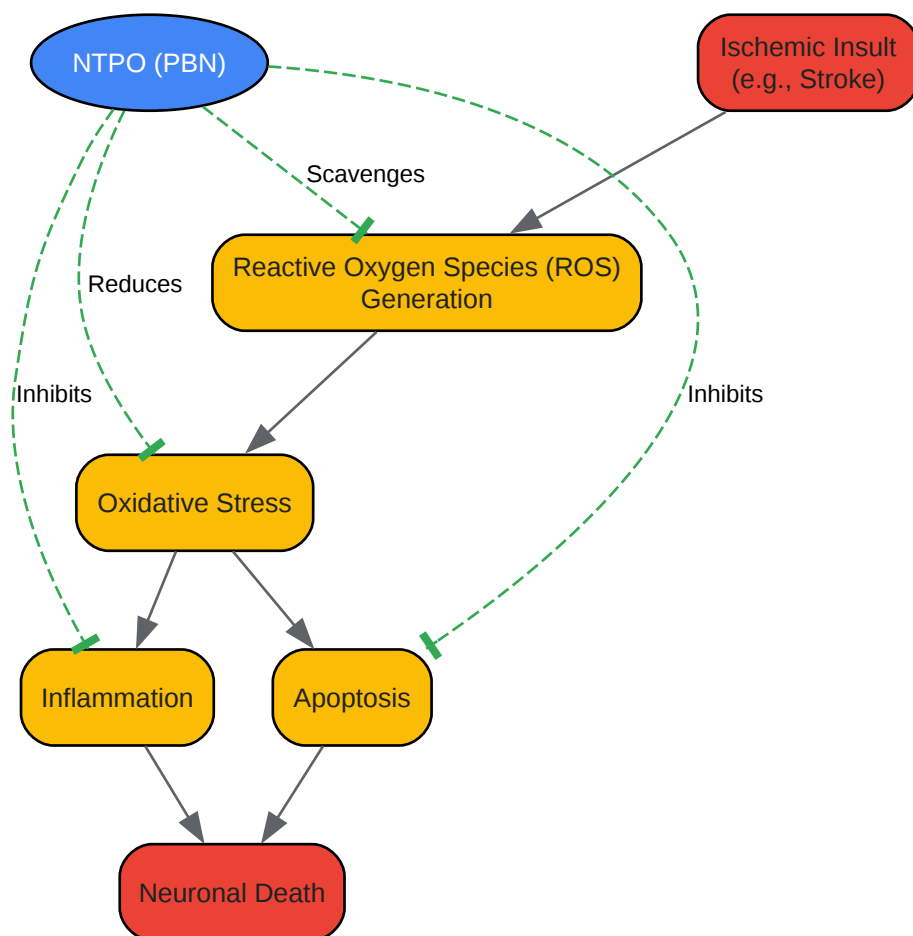 NTPO (PBN)
Ischemic Insult
(e.g., Stroke)
Scavenges
Reactive Oxygen Species (ROS)
Generation
Reduces
Inhibits
Inhibits
Oxidative Stress
Inflammation
Apoptosis
Neuronal Death